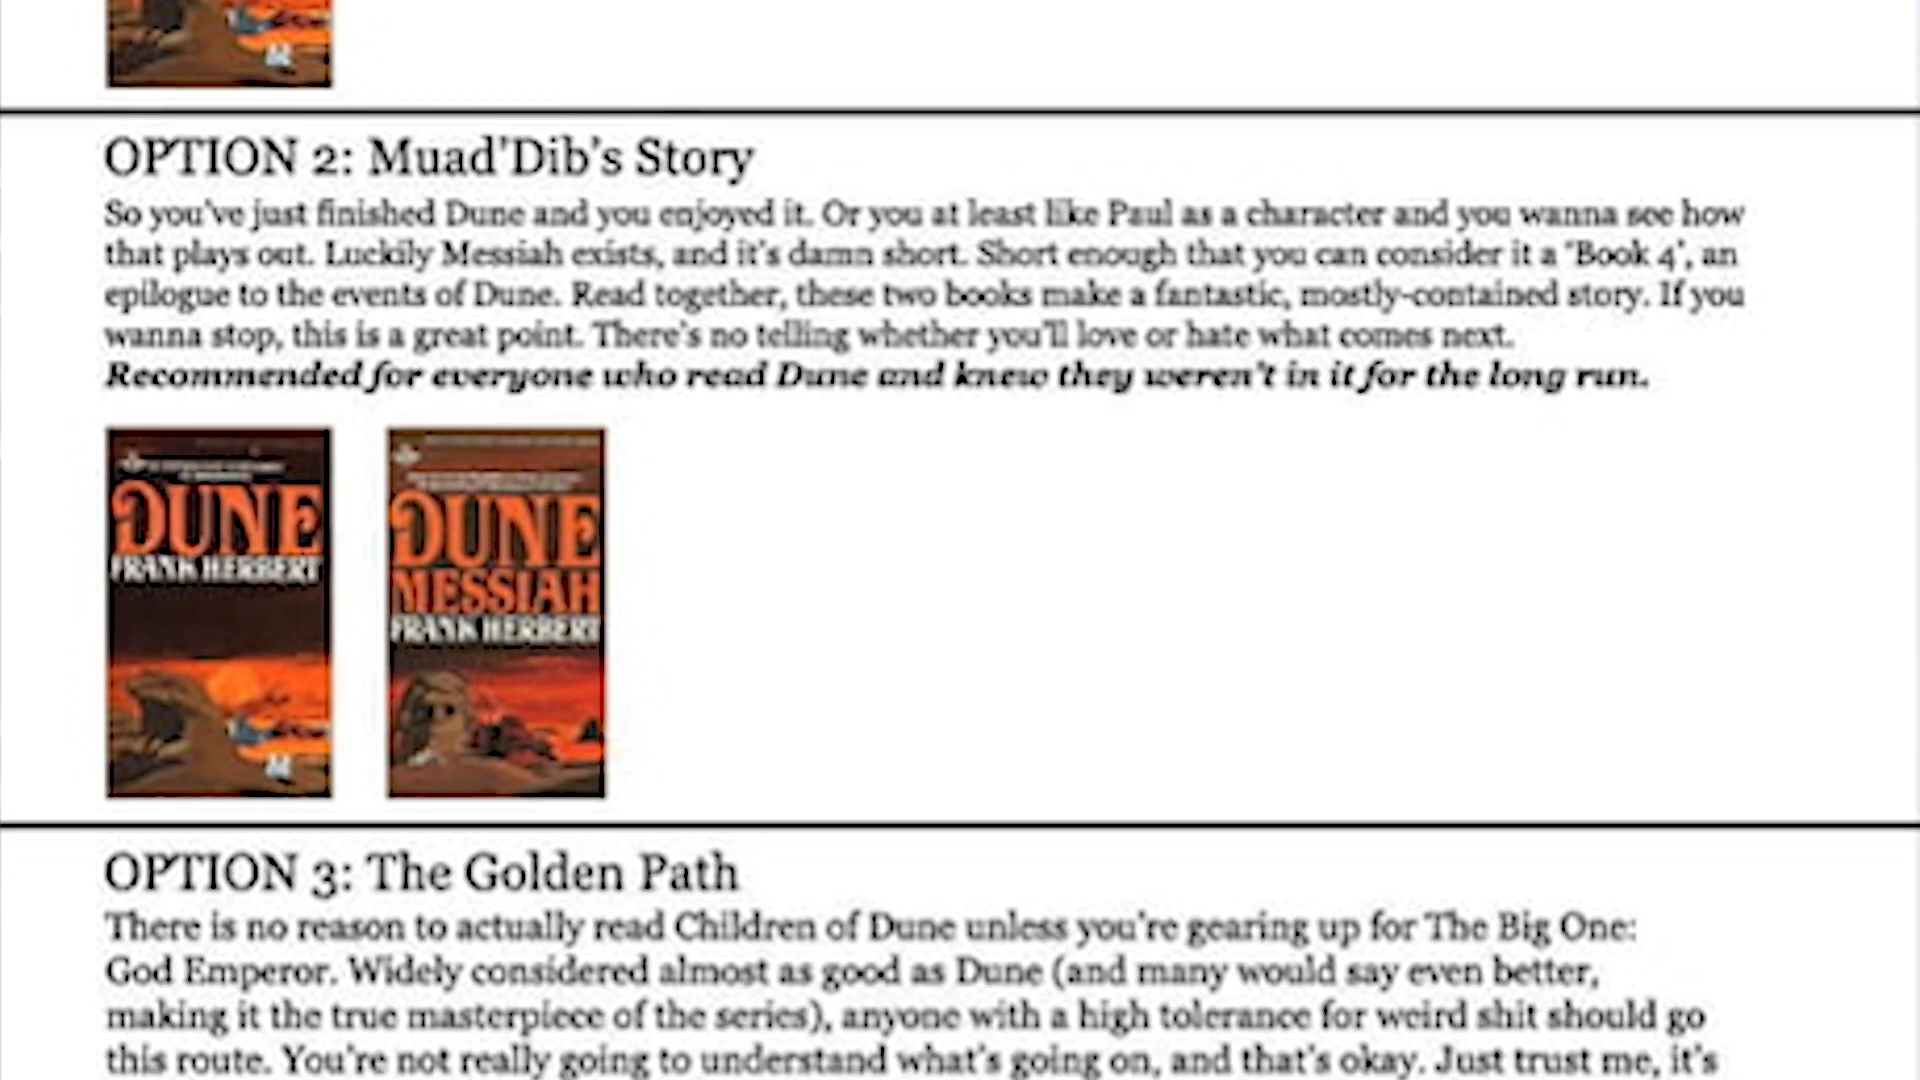 OPTION 2: Muad'Dib's Story
So you've just finished Dune and you enjoyed it. Or you at least like Paul as a character and you wanna see how
that plays out. Luckily Messiah exists, and it's damn short. Short enough that you can consider it a 'Book 4', an
epilogue to the events of Dune. Read together, these two books make a fantastic, mostly-contained story. If you
wanna stop, this is a great point. There's no telling whether you'll love or hate what comes next.
Recommended for everyone who read Dune and knew they weren't in it for the long run.
DUNE
FRANK HERBERT
DUNE
MESSIAH
FRANK HERBERT
OPTION 3: The Golden Path
There is no reason to actually read Children of Dune unless you're gearing up for The Big One:
God Emperor. Widely considered almost as good as Dune (and many would say even better,
making it the true masterpiece of the series), anyone with a high tolerance for weird shit should go
this route. You're not really going to understand what's going on, and that's okay. Just trust me, it's